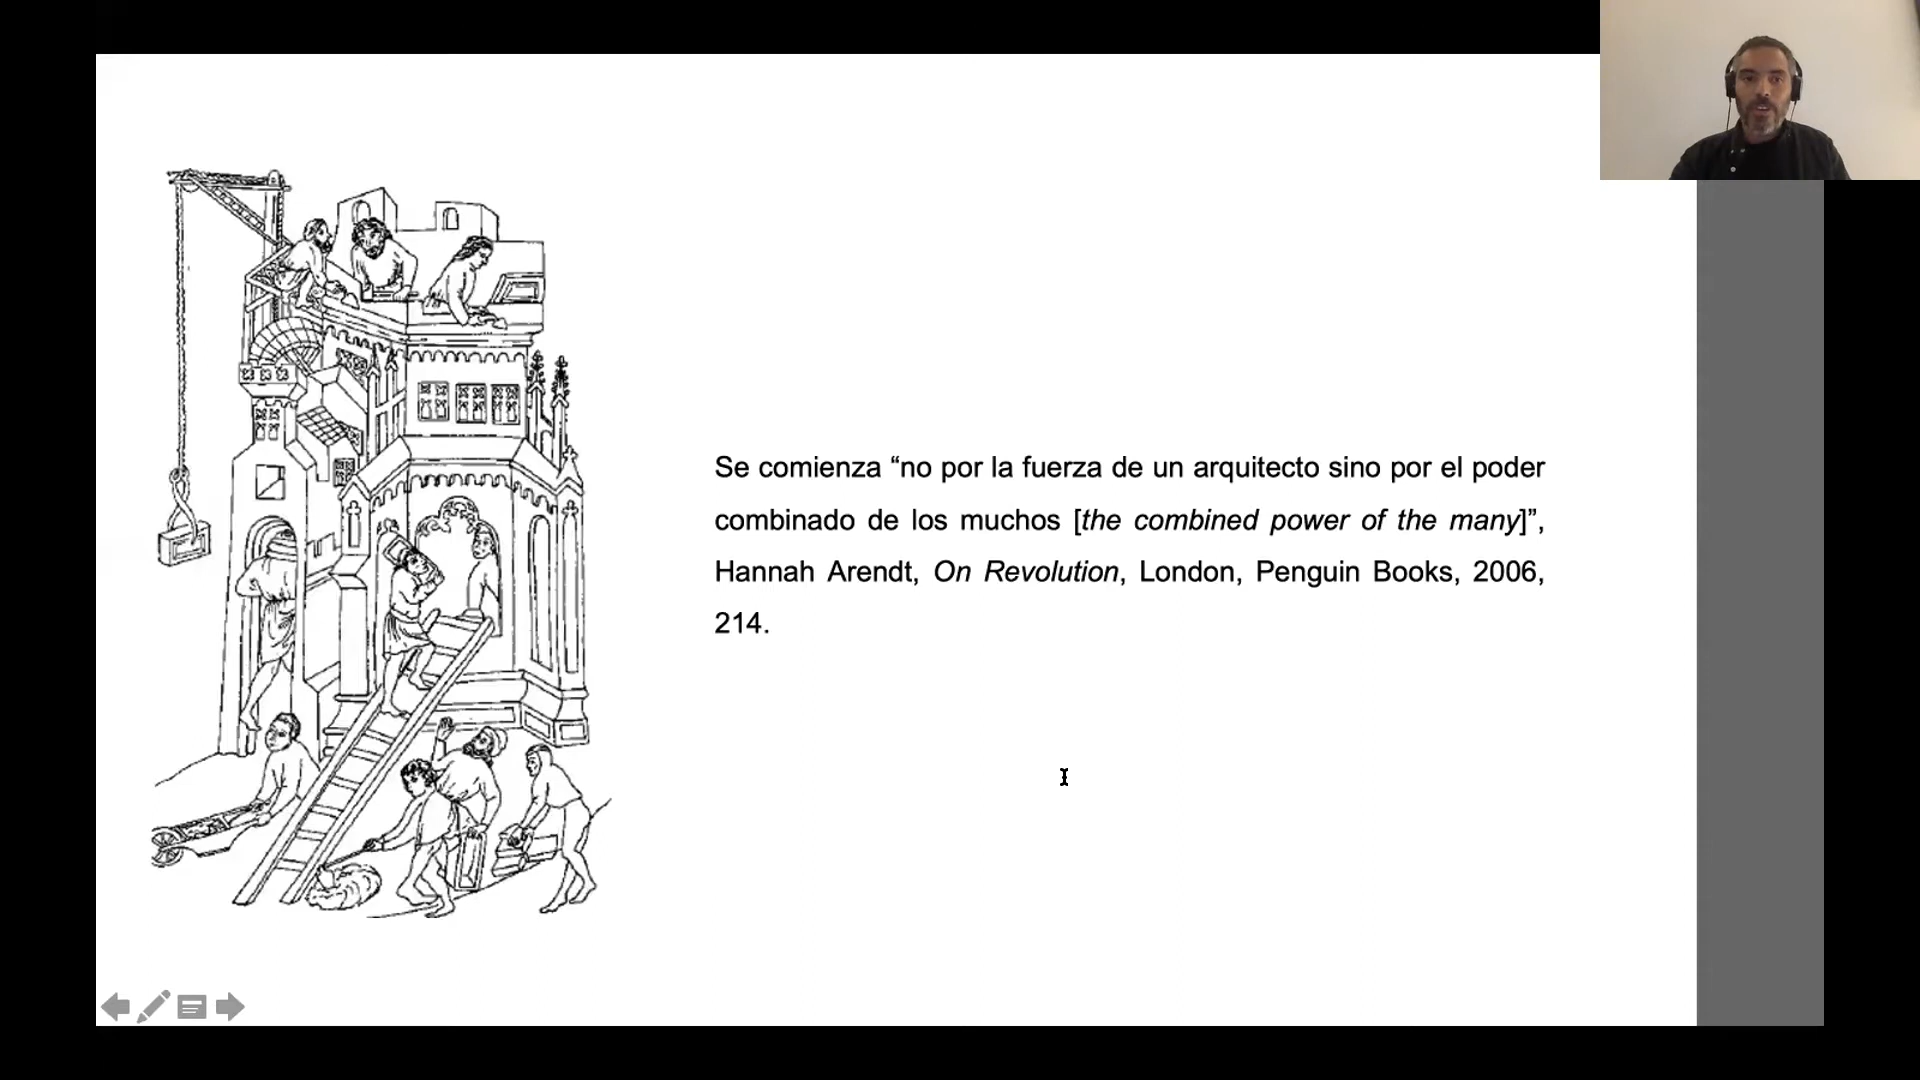 Se comienza “no por la fuerza de un arquitecto sino por el poder
combinado de los muchos [the combined power of the many]”,
Hannah Arendt, On Revolution, London, Penguin Books, 2006,
214.